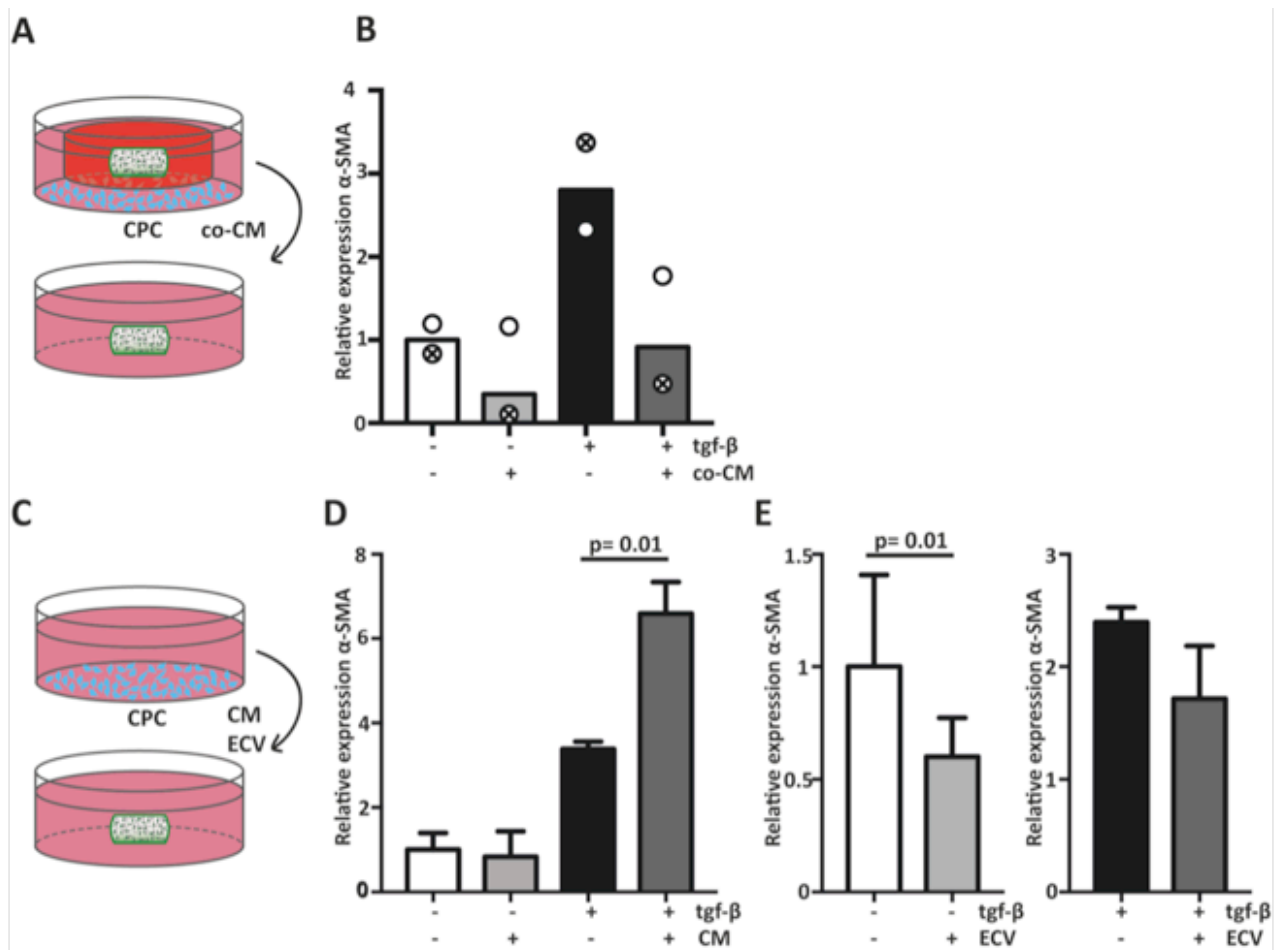 A
B
CPC co-CM
Relative expression α-SMA
4
3
2
1
0
- - + + tgf-β
- + - + co-CM
C
D
E
CPC
CM
ECV
Relative expression α-SMA
8
6
4
2
0
p= 0.01
- - + + tgf-β
- + - + CM
Relative expression α-SMA
1.5
1
0.5
0
p= 0.01
- - tgf-β
- + ECV
Relative expression α-SMA
3
2
1
0
+ + tgf-β
- + ECV